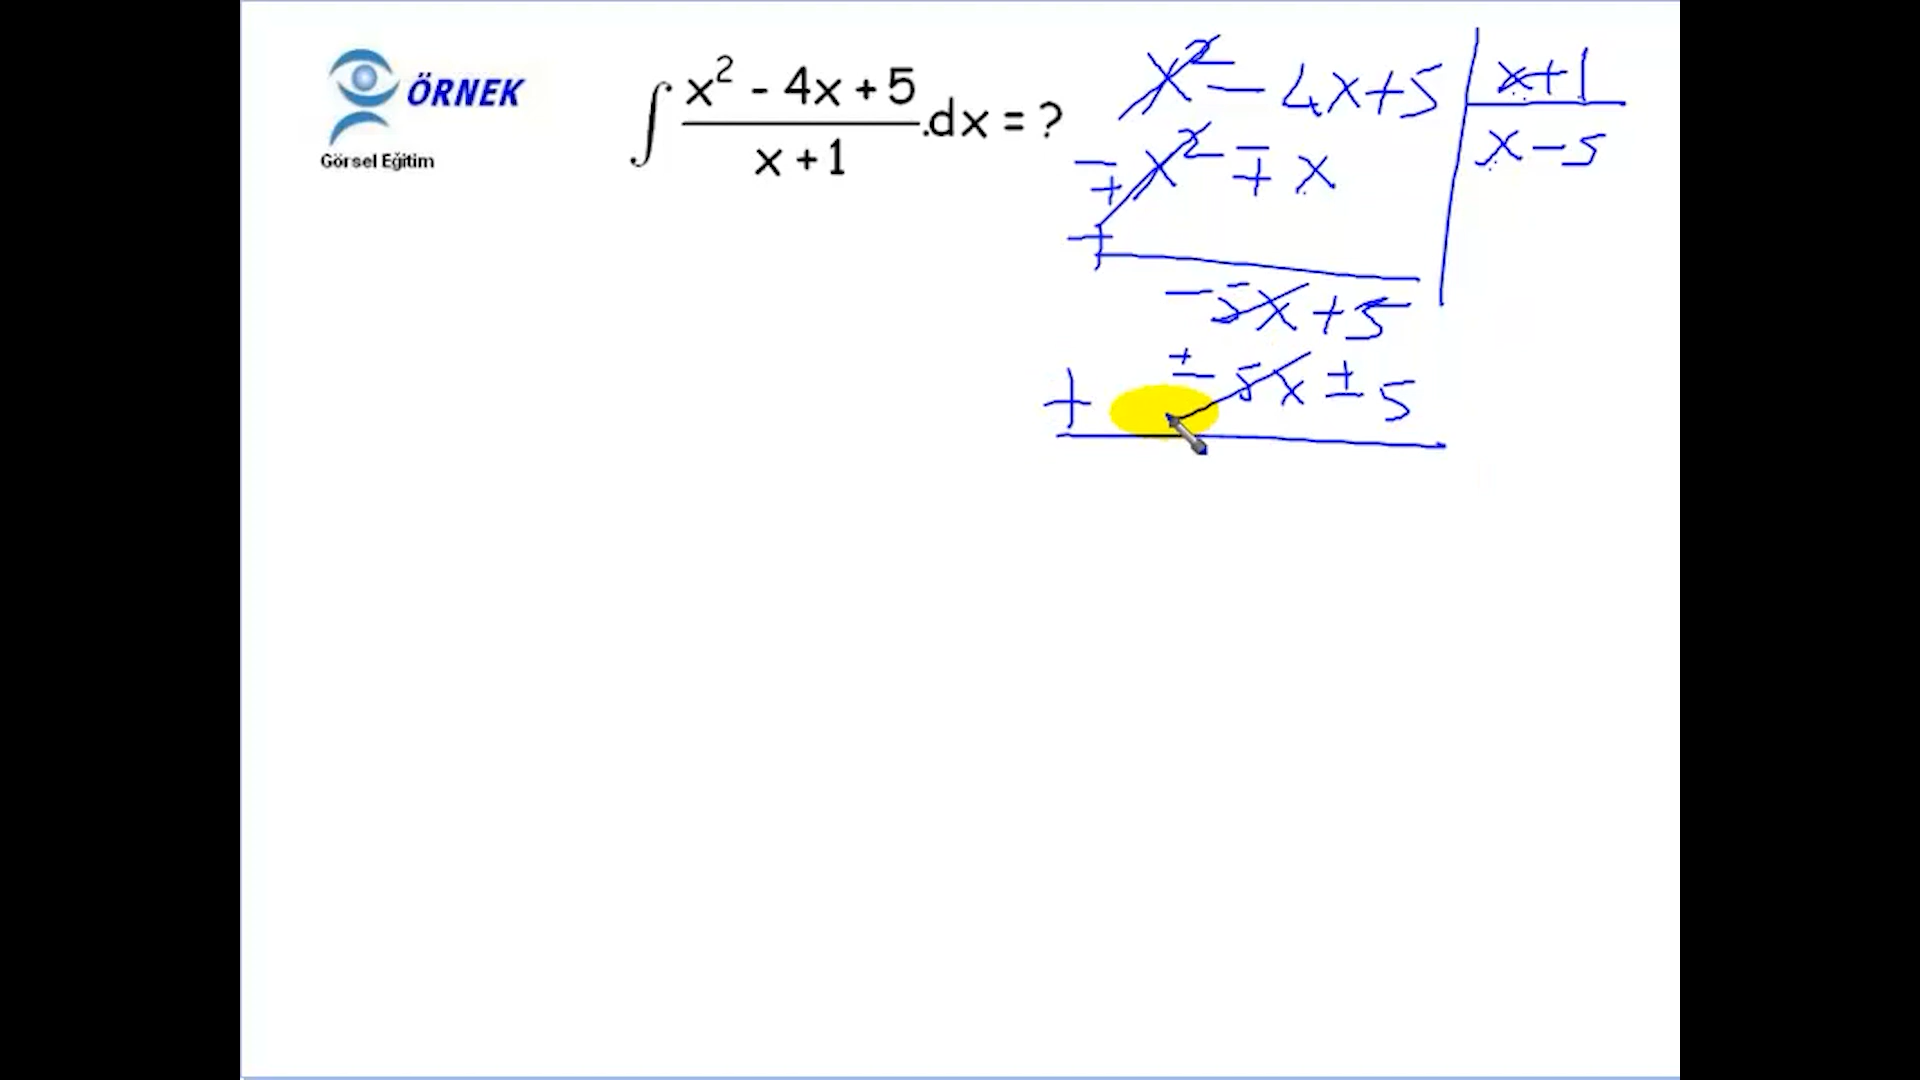 ÖRNEK
Görsel Eğitim
∫ (x² - 4x + 5)/(x + 1) .dx = ?
x² - 4x + 5 | x + 1
x - 5
∓ x² ∓ x
+
- 5x + 5
± 5x ± 5
+